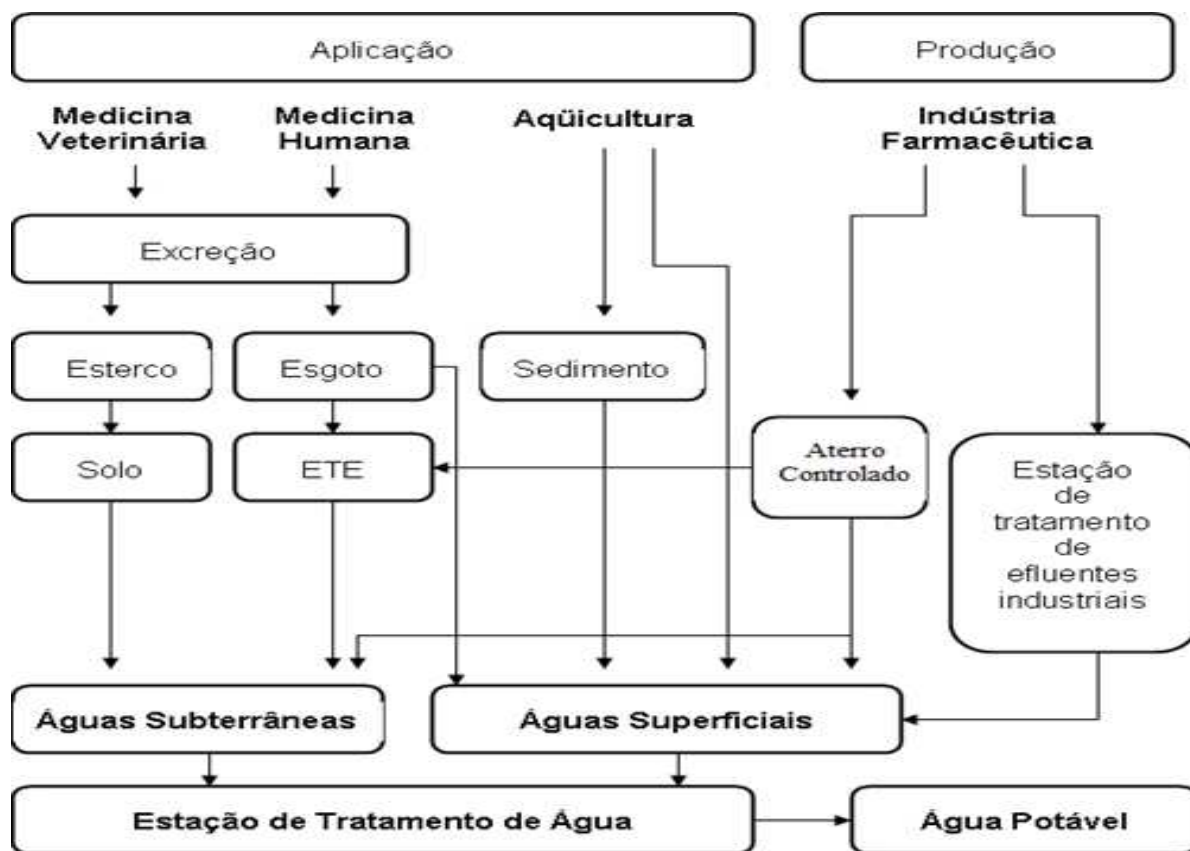 Aplicação
Produção
Medicina
Veterinária
Medicina
Humana
Aqüicultura
Indústria
Farmacêutica
Excreção
Esterco
Esgoto
Sedimento
Solo
ETE
Aterro
Controlado
Estação
de
tratamento
de
efluentes
industriais
Águas Subterrâneas
Águas Superficiais
Estação de Tratamento de Água
Água Potável